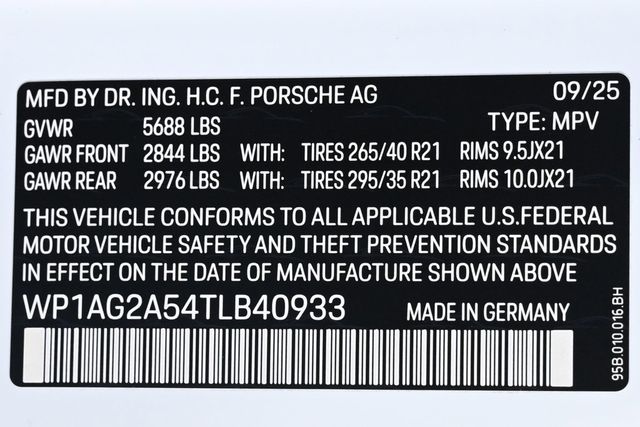 MFD BY DR. ING. H.C. F. PORSCHE AG 09/25
GVWR 5688 LBS TYPE: MPV
GAWR FRONT 2844 LBS WITH: TIRES 265/40 R21 RIMS 9.5JX21
GAWR REAR 2976 LBS WITH: TIRES 295/35 R21 RIMS 10.0JX21
THIS VEHICLE CONFORMS TO ALL APPLICABLE U.S.FEDERAL
MOTOR VEHICLE SAFETY AND THEFT PREVENTION STANDARDS
IN EFFECT ON THE DATE OF MANUFACTURE SHOWN ABOVE.
WP1AG2A54TLB40933 MADE IN GERMANY
95B.010.016.BH